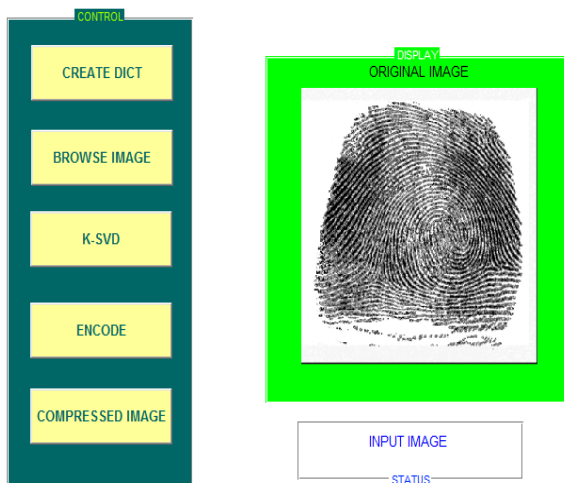 CONTROL
CREATE DICT
BROWSE IMAGE
K-SVD
ENCODE
COMPRESSED IMAGE
DISPLAY
ORIGINAL IMAGE
INPUT IMAGE
STATUS